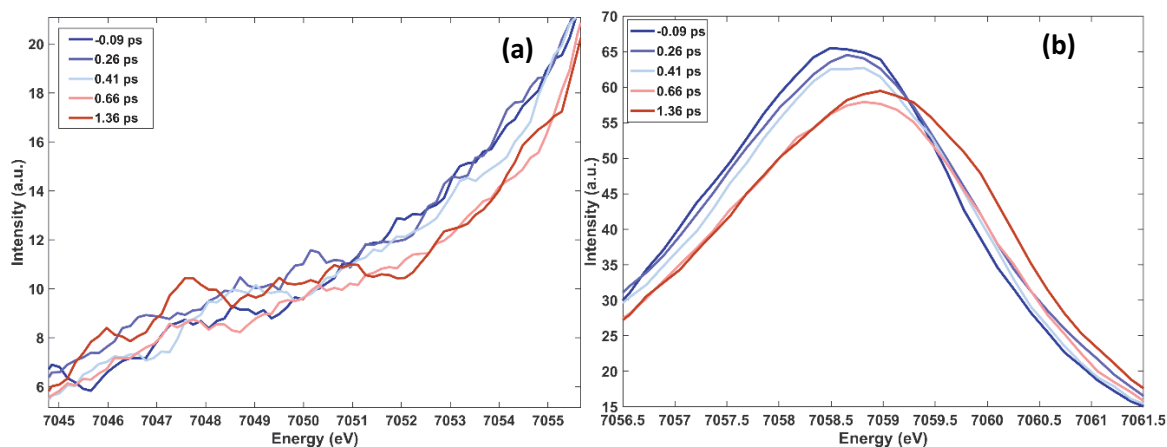 (a)
-0.09 ps
0.26 ps
0.41 ps
0.66 ps
1.36 ps
Intensity (a.u.)
20
18
16
14
12
10
8
6
7045 7046 7047 7048 7049 7050 7051 7052 7053 7054 7055
Energy (eV)
(b)
-0.09 ps
0.26 ps
0.41 ps
0.66 ps
1.36 ps
Intensity (a.u.)
70
65
60
55
50
45
40
35
30
25
20
15
7056.5 7057 7057.5 7058 7058.5 7059 7059.5 7060 7060.5 7061 7061.5
Energy (eV)